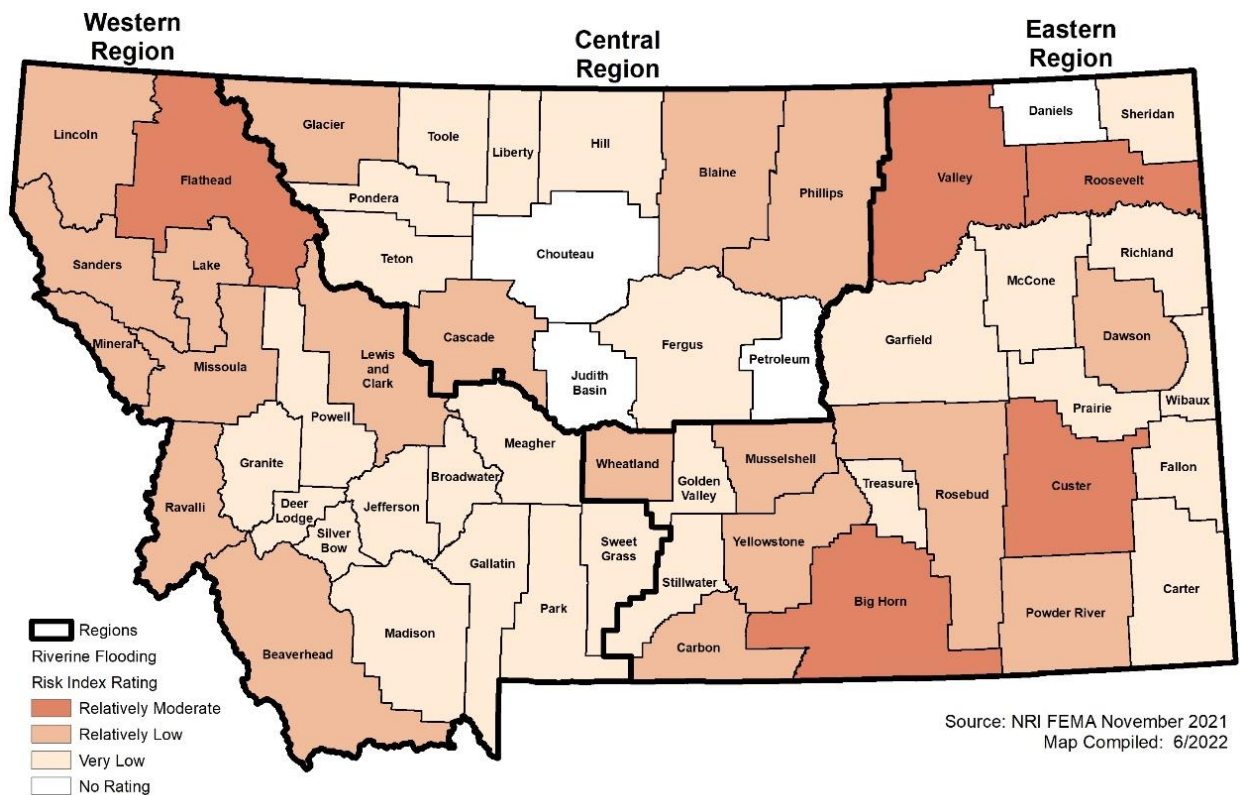 Western
Region
Central
Region
Eastern
Region
Lincoln
Flathead
Glacier
Toole
Liberty
Hill
Blaine
Phillips
Valley
Daniels
Sheridan
Roosevelt
Pondera
Teton
Chouteau
Sanders
Lake
Richland
McCone
Mineral
Missoula
Lewis
and
Clark
Cascade
Judith
Basin
Fergus
Petroleum
Garfield
Dawson
Powell
Prairie
Wibaux
Granite
Meagher
Wheatland
Golden
Valley
Musselshell
Treasure
Rosebud
Custer
Fallon
Ravalli
Deer
Lodge
Silver
Bow
Jefferson
Broadwater
Gallatin
Park
Sweet
Grass
Stillwater
Yellowstone
Big Horn
Powder River
Carter
Beaverhead
Madison
Carbon
Regions
Riverine Flooding
Risk Index Rating
Relatively Moderate
Relatively Low
Very Low
No Rating
Source: NRI FEMA November 2021
Map Compiled: 6/2022